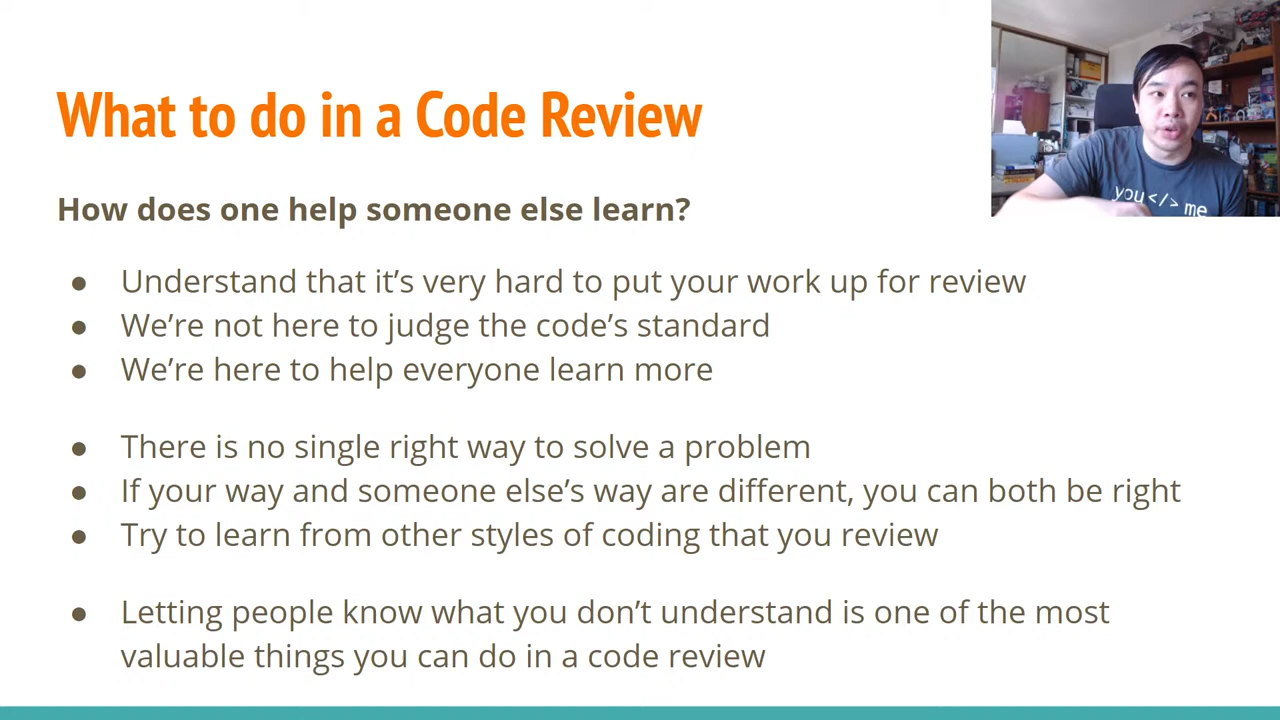 What to do in a Code Review
you</> me
How does one help someone else learn?
● Understand that it's very hard to put your work up for review
● We're not here to judge the code's standard
● We're here to help everyone learn more
● There is no single right way to solve a problem
● If your way and someone else's way are different, you can both be right
● Try to learn from other styles of coding that you review
● Letting people know what you don't understand is one of the most
valuable things you can do in a code review